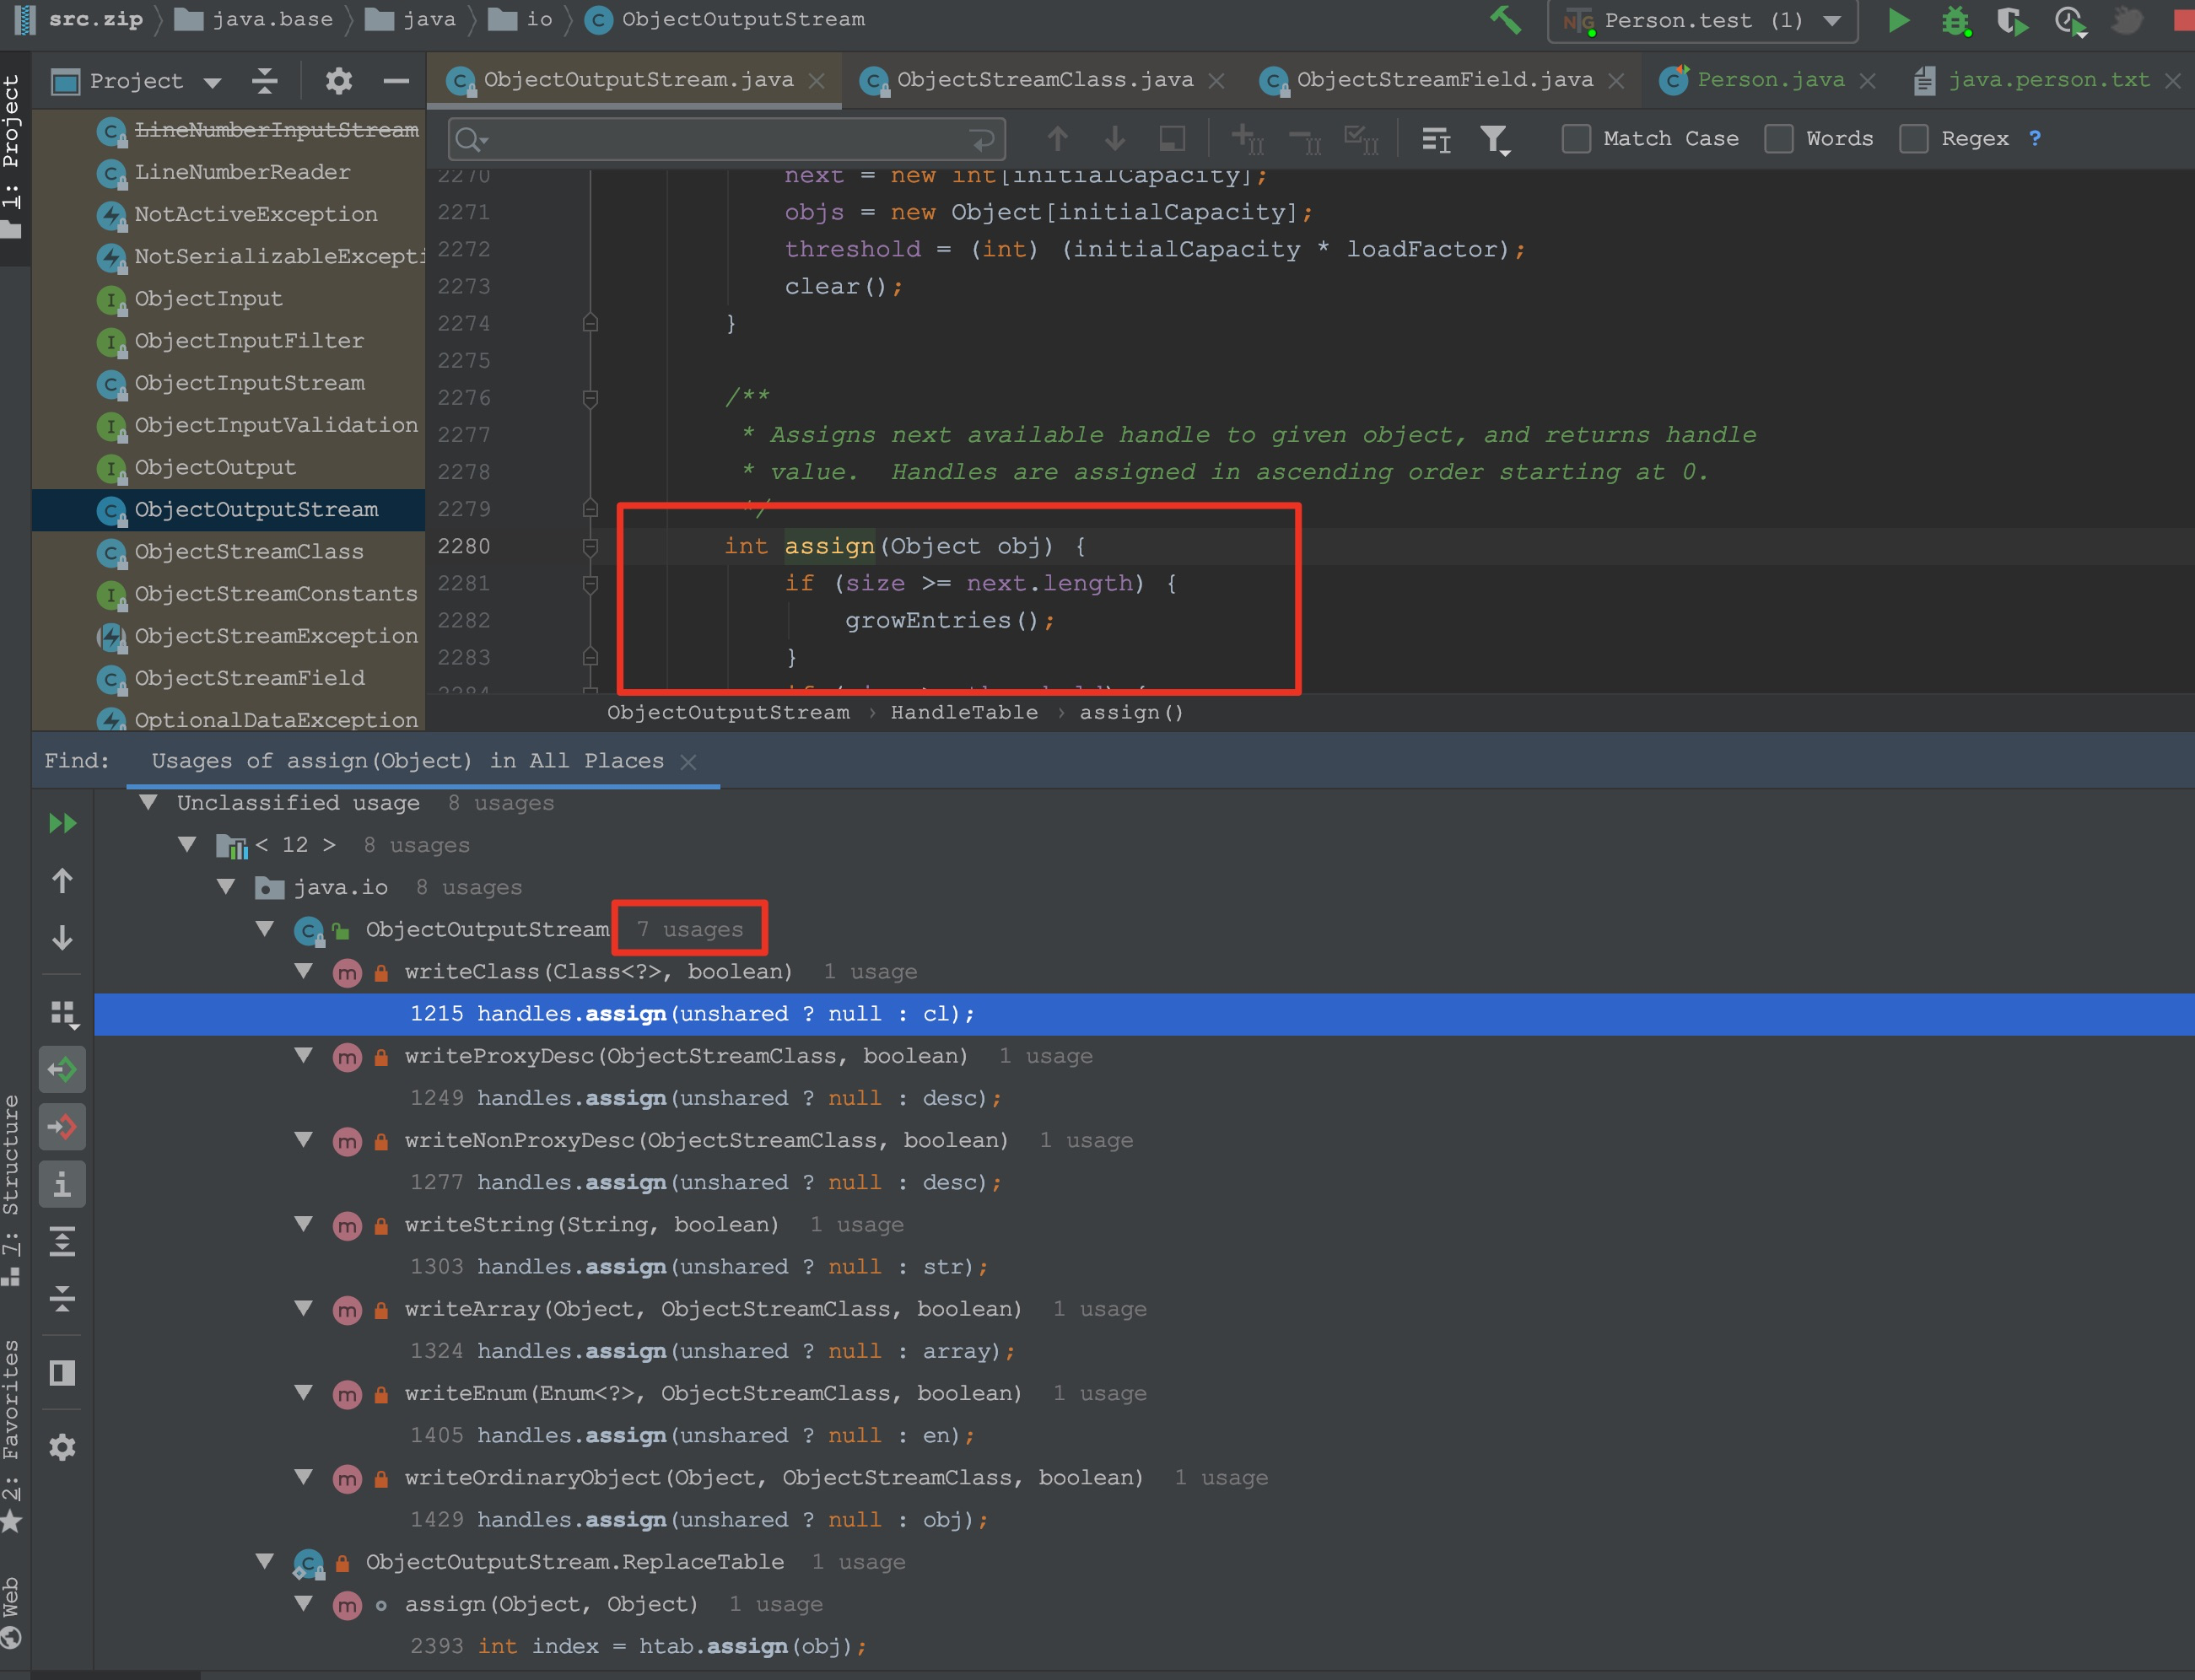 src.zip java.base java io ObjectOutputStream
Person.test (1)
1: Project
Project
ObjectOutputStream.java ObjectStreamClass.java ObjectStreamField.java Person.java java.person.txt
Match Case Words Regex ?
LineNumberInputStream
LineNumberReader
NotActiveException
NotSerializableExcepti
ObjectInput
ObjectInputFilter
ObjectInputStream
ObjectInputValidation
ObjectOutput
ObjectOutputStream
ObjectStreamClass
ObjectStreamConstants
ObjectStreamException
ObjectStreamField
OptionalDataException
2270 next = new int[initialCapacity];
2271 objs = new Object[initialCapacity];
2272 threshold = (int) (initialCapacity * loadFactor);
2273 clear();
2274 }
2275
2276 /**
2277 * Assigns next available handle to given object, and returns handle
2278 * value.  Handles are assigned in ascending order starting at 0.
2279 */
2280 int assign(Object obj) {
2281 if (size >= next.length) {
2282 growEntries();
2283 }
2284
ObjectOutputStream › HandleTable › assign()
Find: Usages of assign(Object) in All Places
Unclassified usage 8 usages
< 12 > 8 usages
java.io 8 usages
ObjectOutputStream 7 usages
writeClass(Class<?>, boolean) 1 usage
1215 handles.assign(unshared ? null : cl);
writeProxyDesc(ObjectStreamClass, boolean) 1 usage
1249 handles.assign(unshared ? null : desc);
writeNonProxyDesc(ObjectStreamClass, boolean) 1 usage
1277 handles.assign(unshared ? null : desc);
writeString(String, boolean) 1 usage
1303 handles.assign(unshared ? null : str);
writeArray(Object, ObjectStreamClass, boolean) 1 usage
1324 handles.assign(unshared ? null : array);
writeEnum(Enum<?>, ObjectStreamClass, boolean) 1 usage
1405 handles.assign(unshared ? null : en);
writeOrdinaryObject(Object, ObjectStreamClass, boolean) 1 usage
1429 handles.assign(unshared ? null : obj);
ObjectOutputStream.ReplaceTable 1 usage
assign(Object, Object) 1 usage
2393 int index = htab.assign(obj);
7: Structure
2: Favorites
Web